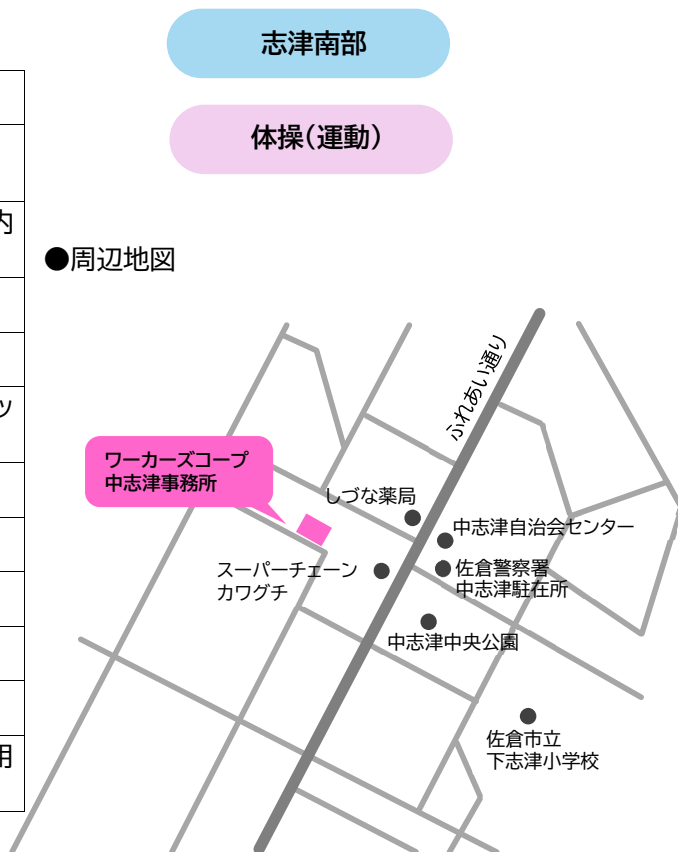 志津南部
体操(運動)
内
●周辺地図
ッ
用
ふれあい通り
ワーカーズコープ
中志津事務所
しづな薬局
中志津自治会センター
スーパーチェーン
カワグチ
佐倉警察署
中志津駐在所
中志津中央公園
佐倉市立
下志津小学校